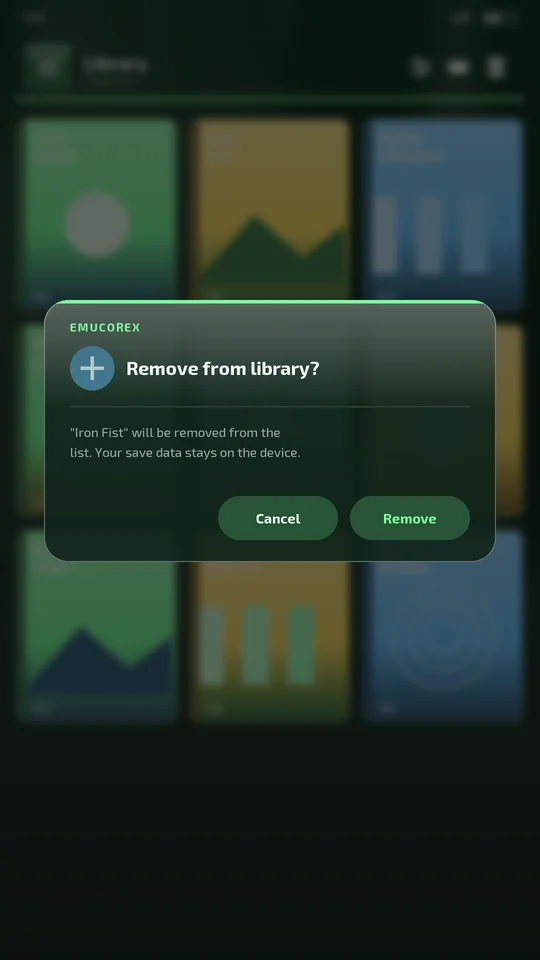 Library
EMUCOREX
Remove from library?
"Iron Fist" will be removed from the
list. Your save data stays on the device.
Cancel
Remove